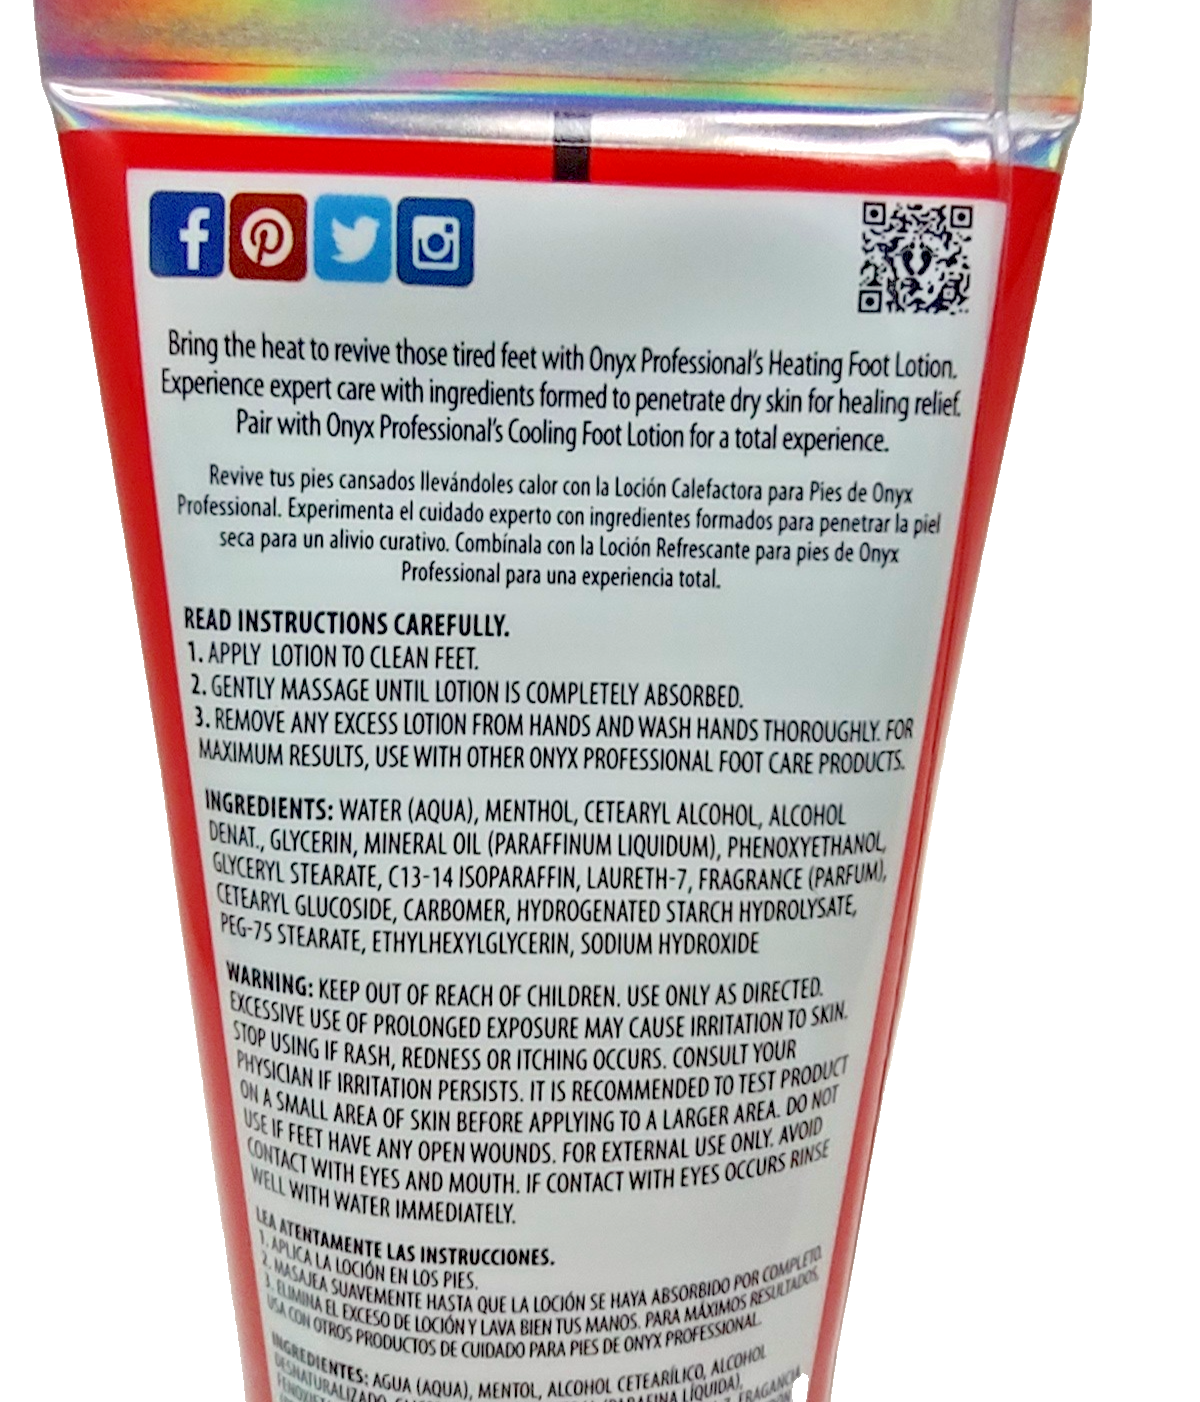 Bring the heat to revive those tired feet with Onyx Professional's Heating Foot Lotion.
Experience expert care with ingredients formed to penetrate dry skin for healing relief.
Pair with Onyx Professional's Cooling Foot Lotion for a total experience.
Revive tus pies cansados llevándoles calor con la Loción Calefactora para Pies de Onyx
Professional. Experimenta el cuidado experto con ingredientes formados para penetrar la piel
seca para un alivio curativo. Combínala con la Loción Refrescante para pies de Onyx
Professional para una experiencia total.
READ INSTRUCTIONS CAREFULLY.
1. APPLY LOTION TO CLEAN FEET.
2. GENTLY MASSAGE UNTIL LOTION IS COMPLETELY ABSORBED.
3. REMOVE ANY EXCESS LOTION FROM HANDS AND WASH HANDS THOROUGHLY. FOR
MAXIMUM RESULTS, USE WITH OTHER ONYX PROFESSIONAL FOOT CARE PRODUCTS.
INGREDIENTS: WATER (AQUA), MENTHOL, CETEARYL ALCOHOL, ALCOHOL
DENAT., GLYCERIN, MINERAL OIL (PARAFFINUM LIQUIDUM), PHENOXYETHANOL,
GLYCERYL STEARATE, C13-14 ISOPARAFFIN, LAURETH-7, FRAGRANCE (PARFUM),
CETEARYL GLUCOSIDE, CARBOMER, HYDROGENATED STARCH HYDROLYSATE,
PEG-75 STEARATE, ETHYLHEXYLGLYCERIN, SODIUM HYDROXIDE
WARNING: KEEP OUT OF REACH OF CHILDREN. USE ONLY AS DIRECTED.
EXCESSIVE USE OF PROLONGED EXPOSURE MAY CAUSE IRRITATION TO SKIN.
STOP USING IF RASH, REDNESS OR ITCHING OCCURS. CONSULT YOUR
PHYSICIAN IF IRRITATION PERSISTS. IT IS RECOMMENDED TO TEST PRODUCT
ON A SMALL AREA OF SKIN BEFORE APPLYING TO A LARGER AREA. DO NOT
USE IF FEET HAVE ANY OPEN WOUNDS. FOR EXTERNAL USE ONLY. AVOID
CONTACT WITH EYES AND MOUTH. IF CONTACT WITH EYES OCCURS RINSE
WELL WITH WATER IMMEDIATELY.
LEA ATENTAMENTE LAS INSTRUCCIONES.
1. APLICA LA LOCIÓN EN LOS PIES.
2. MASAJEA SUAVEMENTE HASTA QUE LA LOCIÓN SE HAYA ABSORBIDO POR COMPLETO.
3. ELIMINA EL EXCESO DE LOCIÓN Y LAVA BIEN TUS MANOS. PARA MÁXIMOS RESULTADOS,
USA CON OTROS PRODUCTOS DE CUIDADO PARA PIES DE ONYX PROFESSIONAL.
INGREDIENTES: AGUA (AQUA), MENTOL, ALCOHOL CETEARÍLICO, ALCOHOL
DESNATURALIZADO, LÍQUIDA),
FRAGANCIA